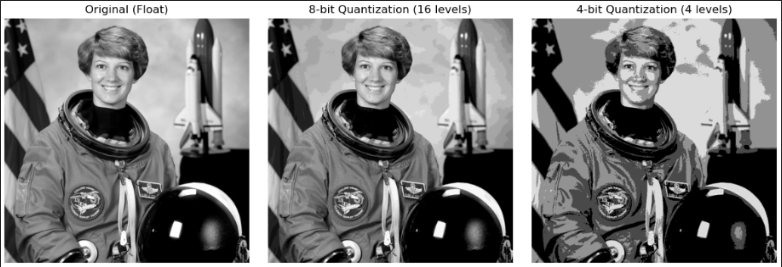 Original (Float)
8-bit Quantization (16 levels)
4-bit Quantization (4 levels)